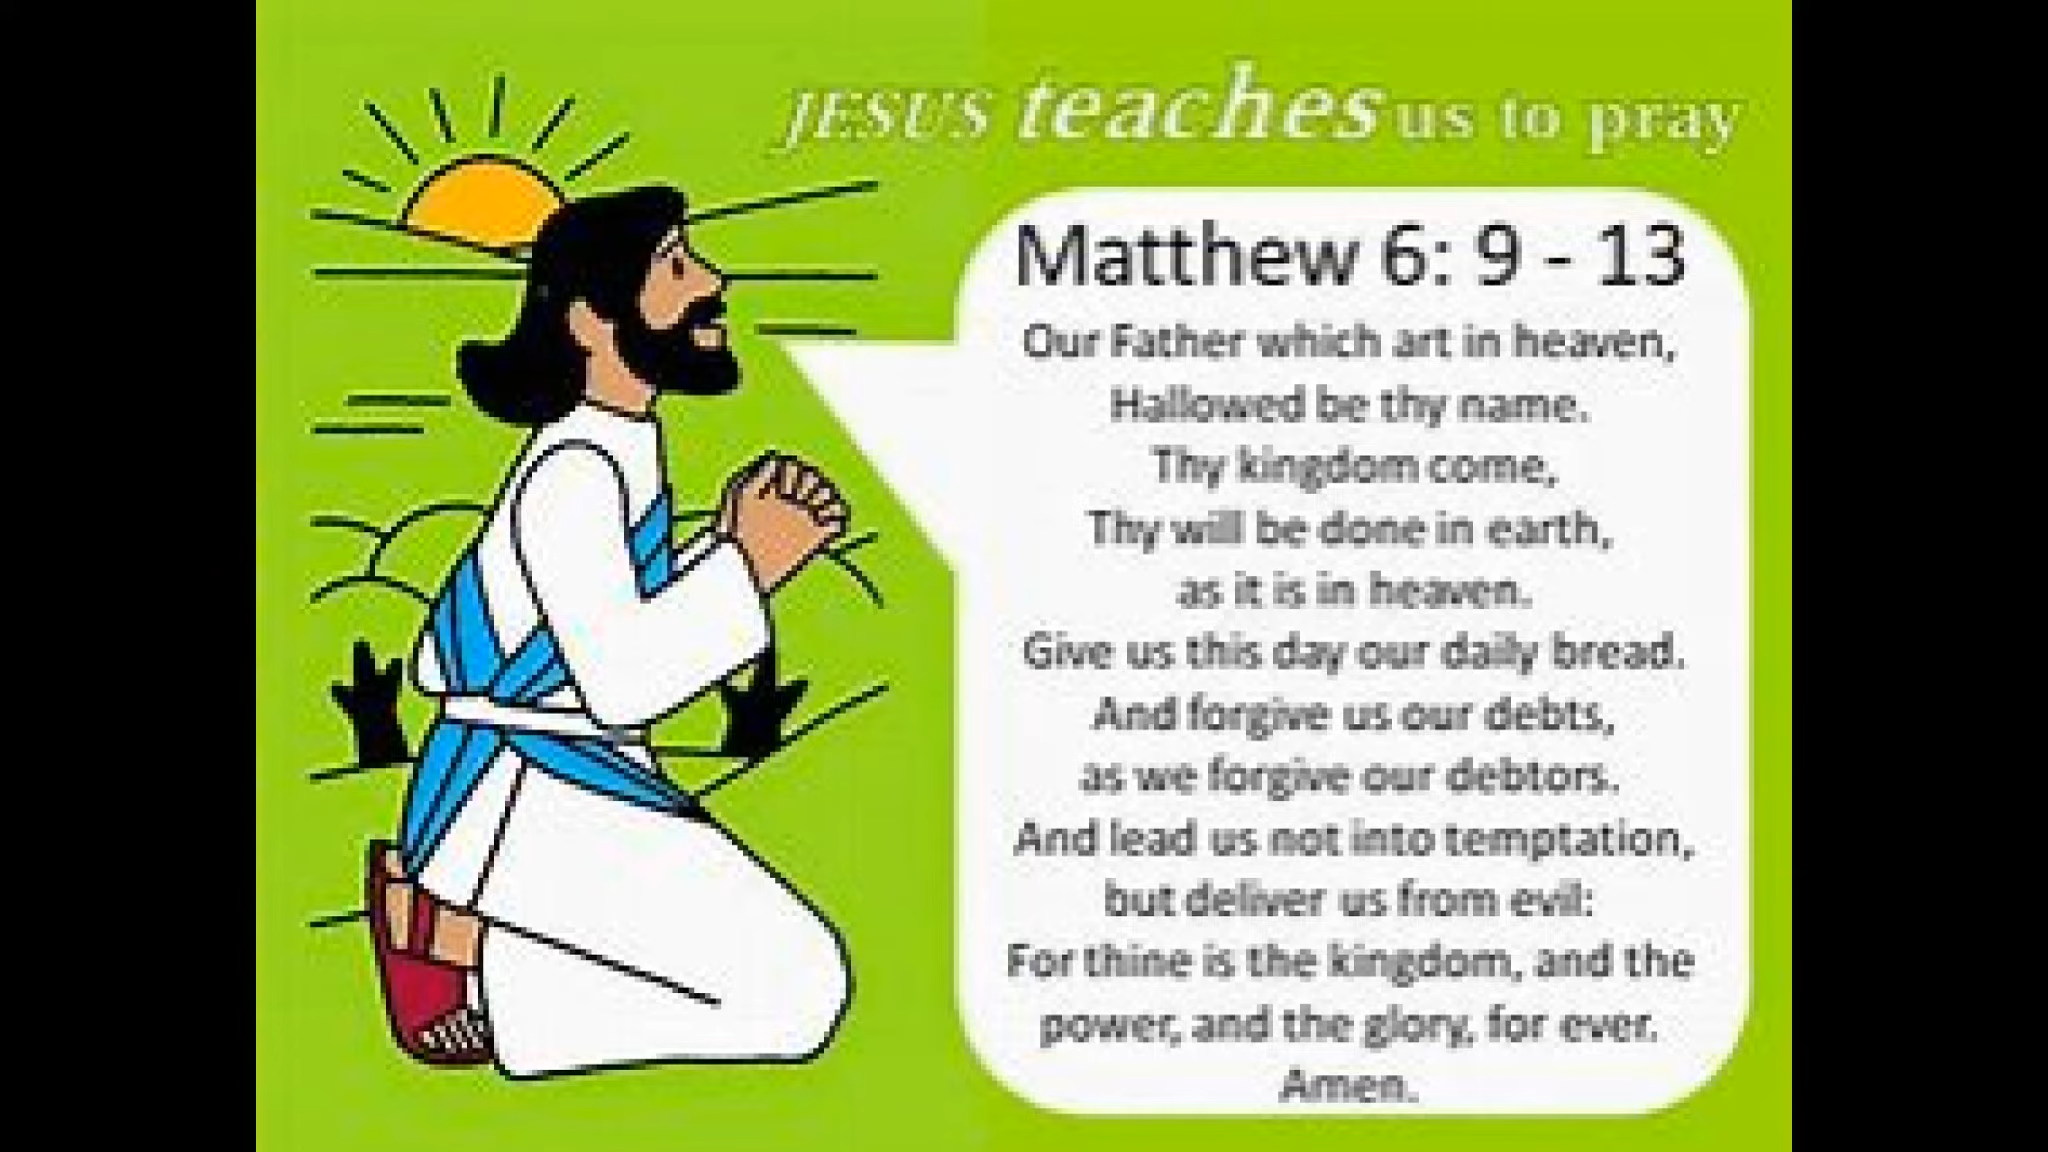 JESUS teaches us to pray
Matthew 6: 9 - 13
Our Father which art in heaven,
Hallowed be thy name.
Thy kingdom come,
Thy will be done in earth,
as it is in heaven.
Give us this day our daily bread.
And forgive us our debts,
as we forgive our debtors.
And lead us not into temptation,
but deliver us from evil:
For thine is the kingdom, and the
power, and the glory, for ever.
Amen.